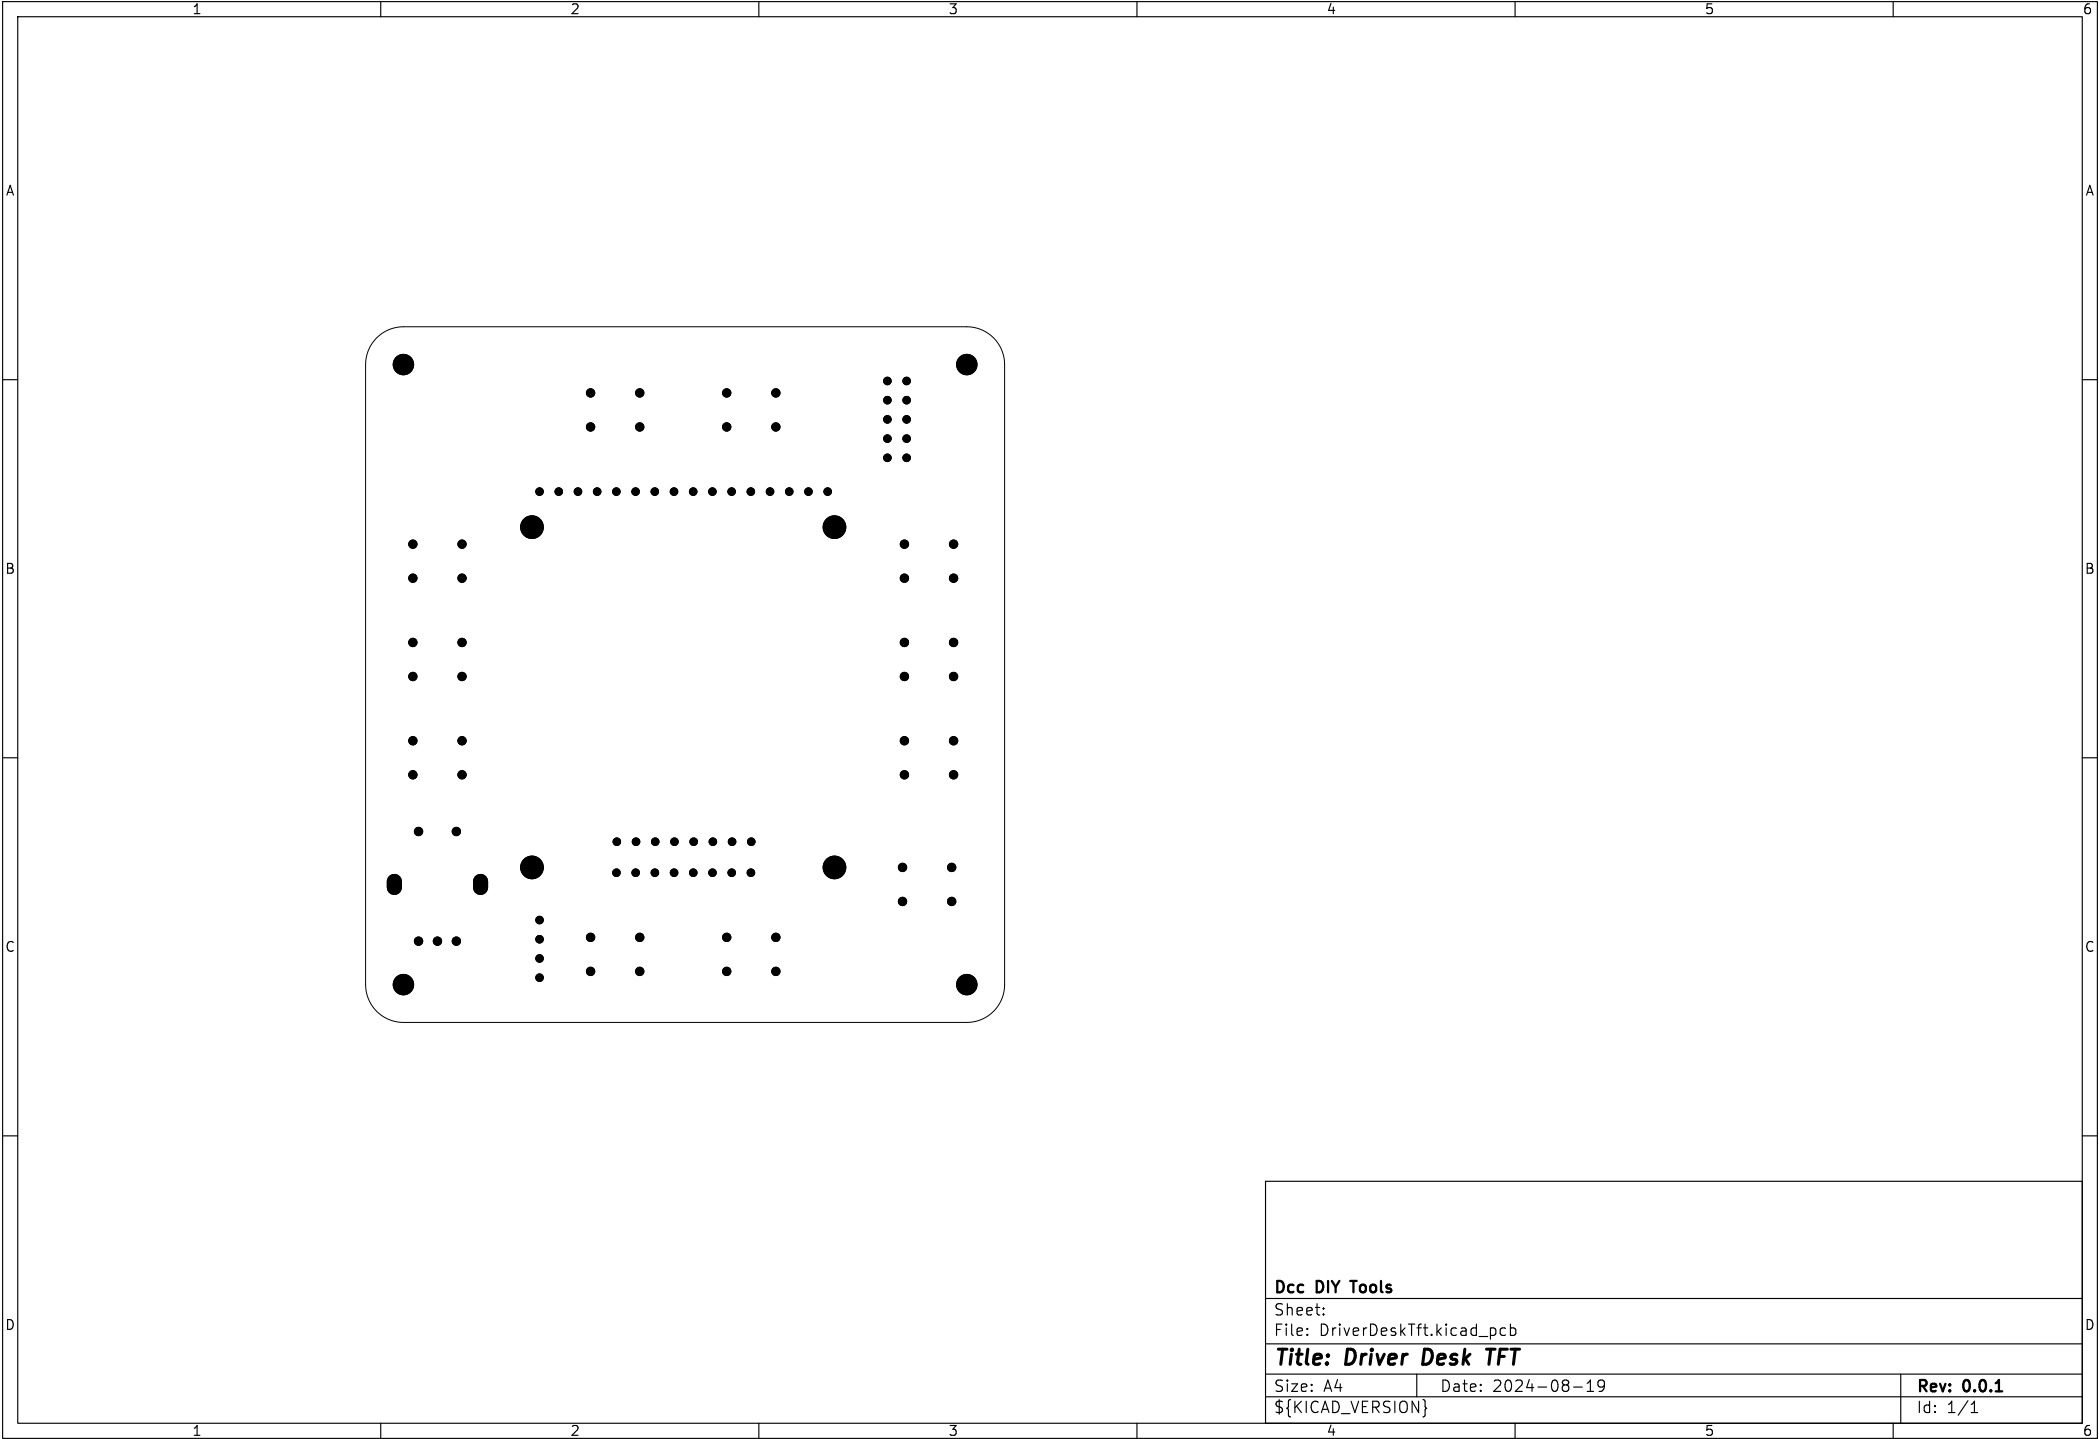 1 2 3 4 5 6
A A
B B
C C
Dcc DIY Tools
Sheet:
File: DriverDeskTft.kicad_pcb
D D
Title: Driver Desk TFT
Size: A4 Date: 2024-08-19 Rev: 0.0.1
${KICAD_VERSION} Id: 1/1
1 2 3 4 5 6